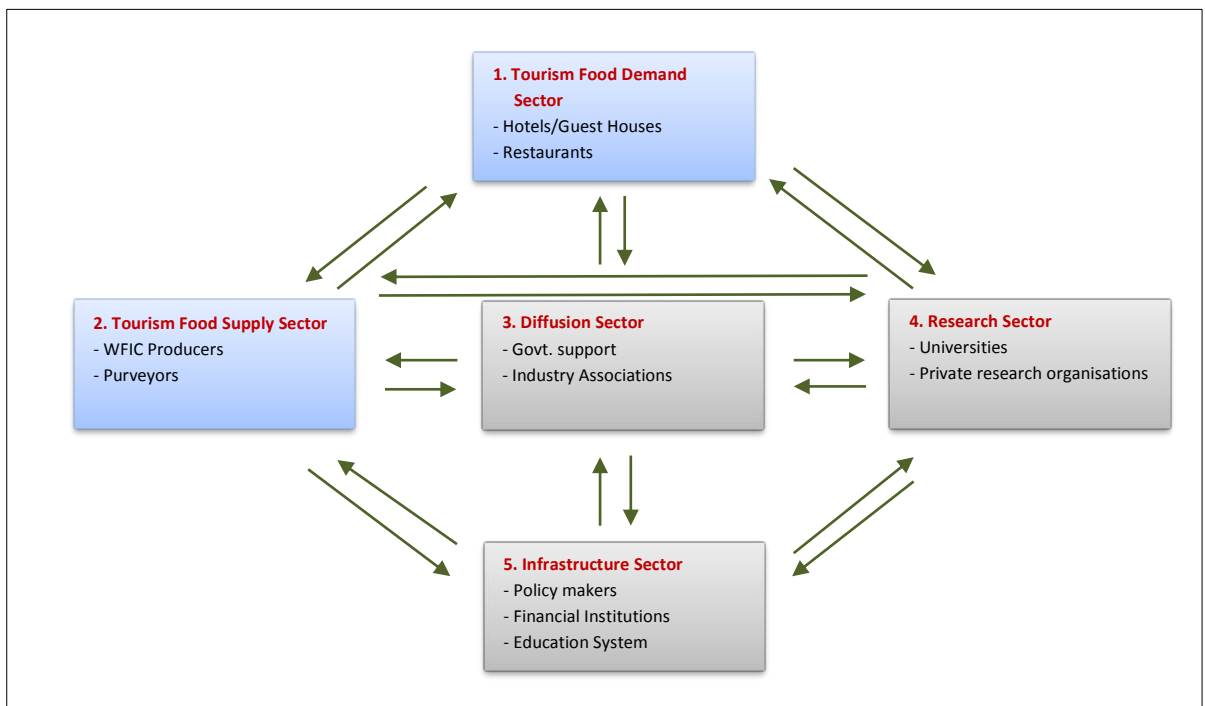 1. Tourism Food Demand
Sector
- Hotels/Guest Houses
- Restaurants
2. Tourism Food Supply Sector
- WFIC Producers
- Purveyors
3. Diffusion Sector
- Govt. support
- Industry Associations
4. Research Sector
- Universities
- Private research organisations
5. Infrastructure Sector
- Policy makers
- Financial Institutions
- Education System